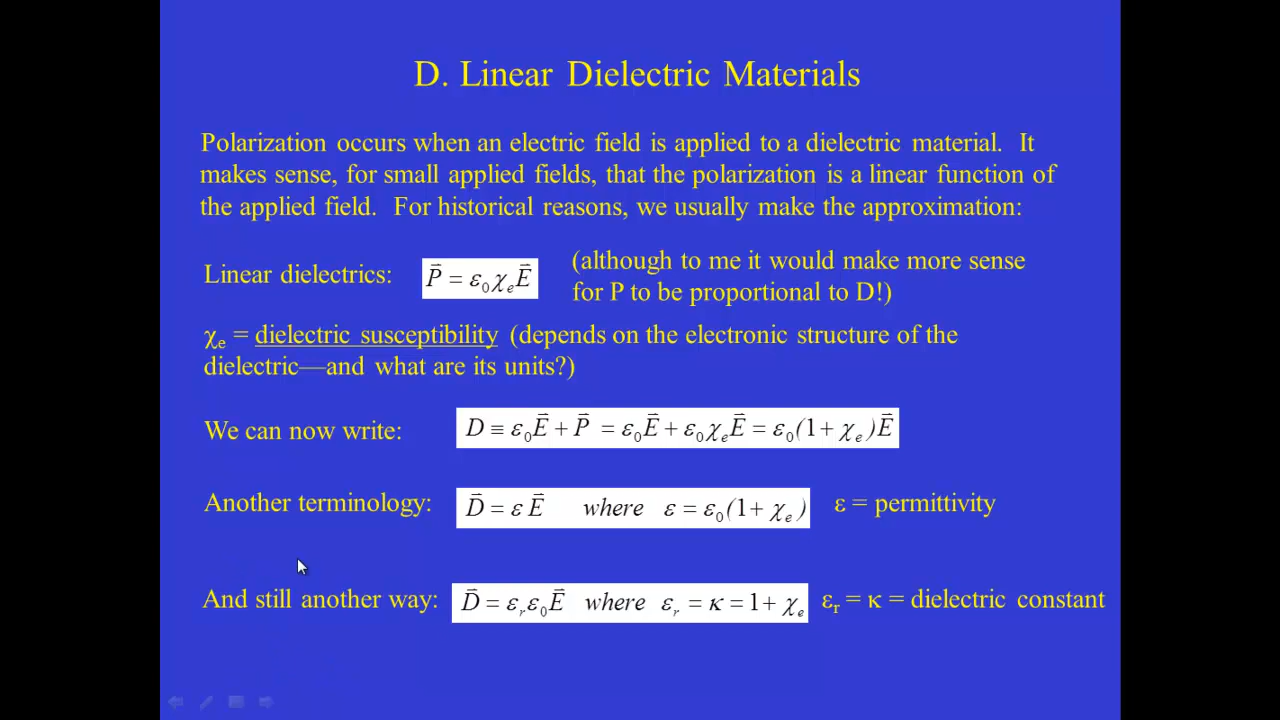 D. Linear Dielectric Materials
Polarization occurs when an electric field is applied to a dielectric material. It
makes sense, for small applied fields, that the polarization is a linear function of
the applied field. For historical reasons, we usually make the approximation:
Linear dielectrics: P⃗ = ε₀χₑE⃗ (although to me it would make more sense
for P to be proportional to D!)
χₑ = dielectric susceptibility (depends on the electronic structure of the
dielectric—and what are its units?)
We can now write: D ≡ ε₀E⃗ + P⃗ = ε₀E⃗ + ε₀χₑE⃗ = ε₀(1 + χₑ)E⃗
Another terminology: D⃗ = ε E⃗ where ε = ε₀(1 + χₑ) ε = permittivity
And still another way: D⃗ = εᵣε₀E⃗ where εᵣ = κ = 1 + χₑ εᵣ = κ = dielectric constant